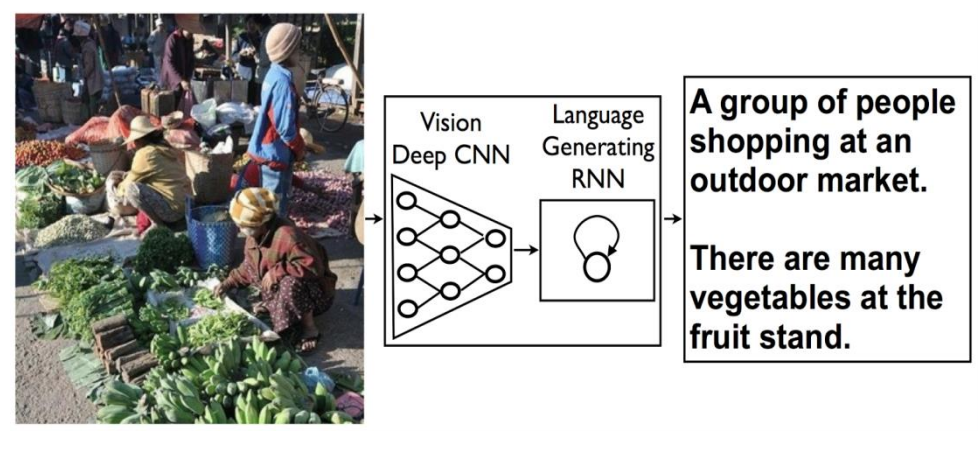 Vision
Deep CNN
Language
Generating
RNN
A group of people
shopping at an
outdoor market.
There are many
vegetables at the
fruit stand.